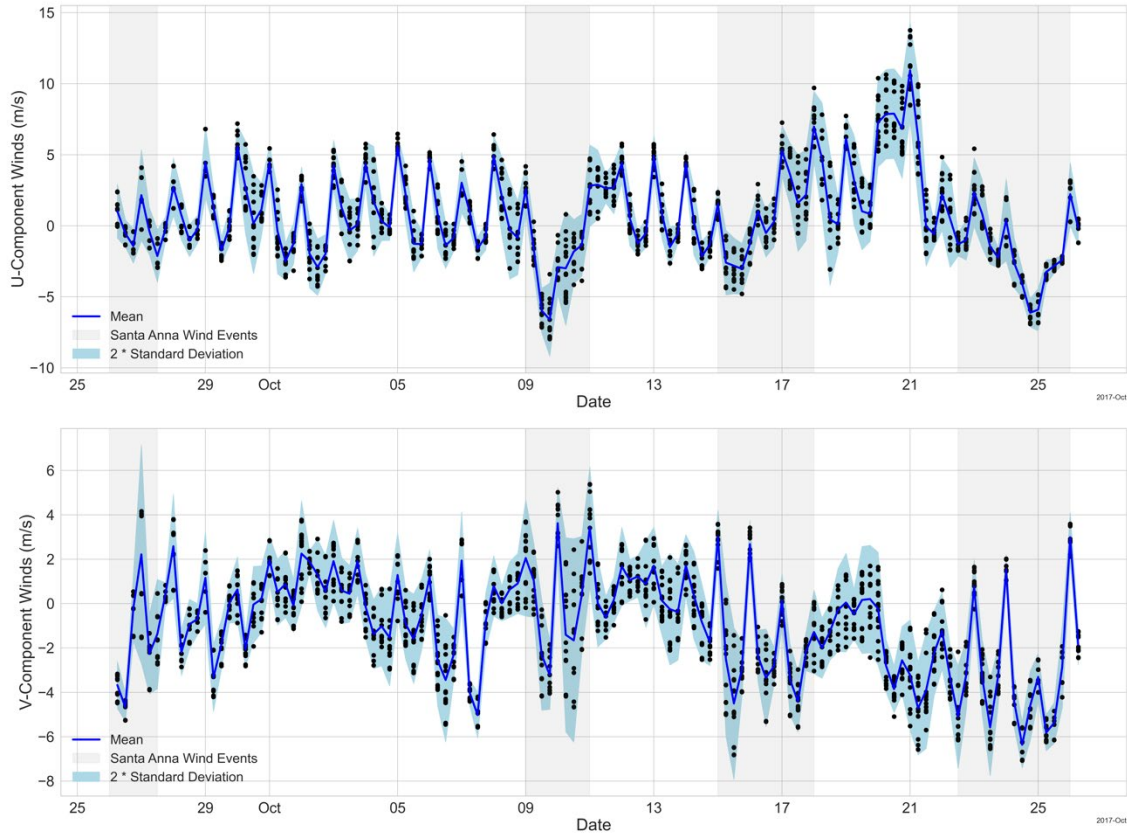 15
10
5
0
−5
−10
U-Component Winds (m/s)
Mean
Santa Anna Wind Events
2 * Standard Deviation
25
29
Oct
05
09
13
17
21
25
Date
2017-Oct
6
4
2
0
−2
−4
−6
−8
V-Component Winds (m/s)
Mean
Santa Anna Wind Events
2 * Standard Deviation
25
29
Oct
05
09
13
17
21
25
Date
2017-Oct